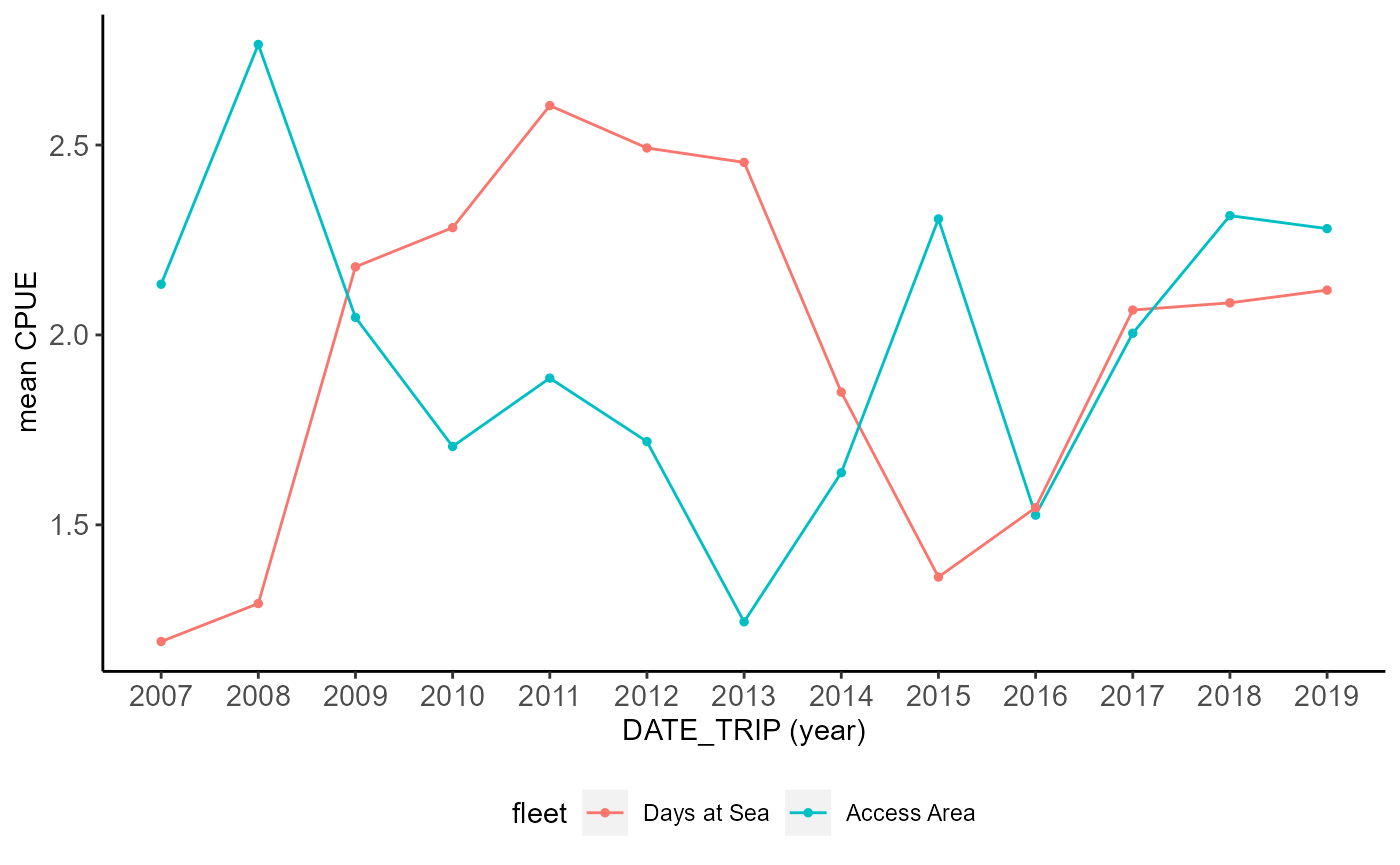 mean CPUE
2.5
2.0
1.5
2007 2008 2009 2010 2011 2012 2013 2014 2015 2016 2017 2018 2019
DATE_TRIP (year)
fleet Days at Sea Access Area